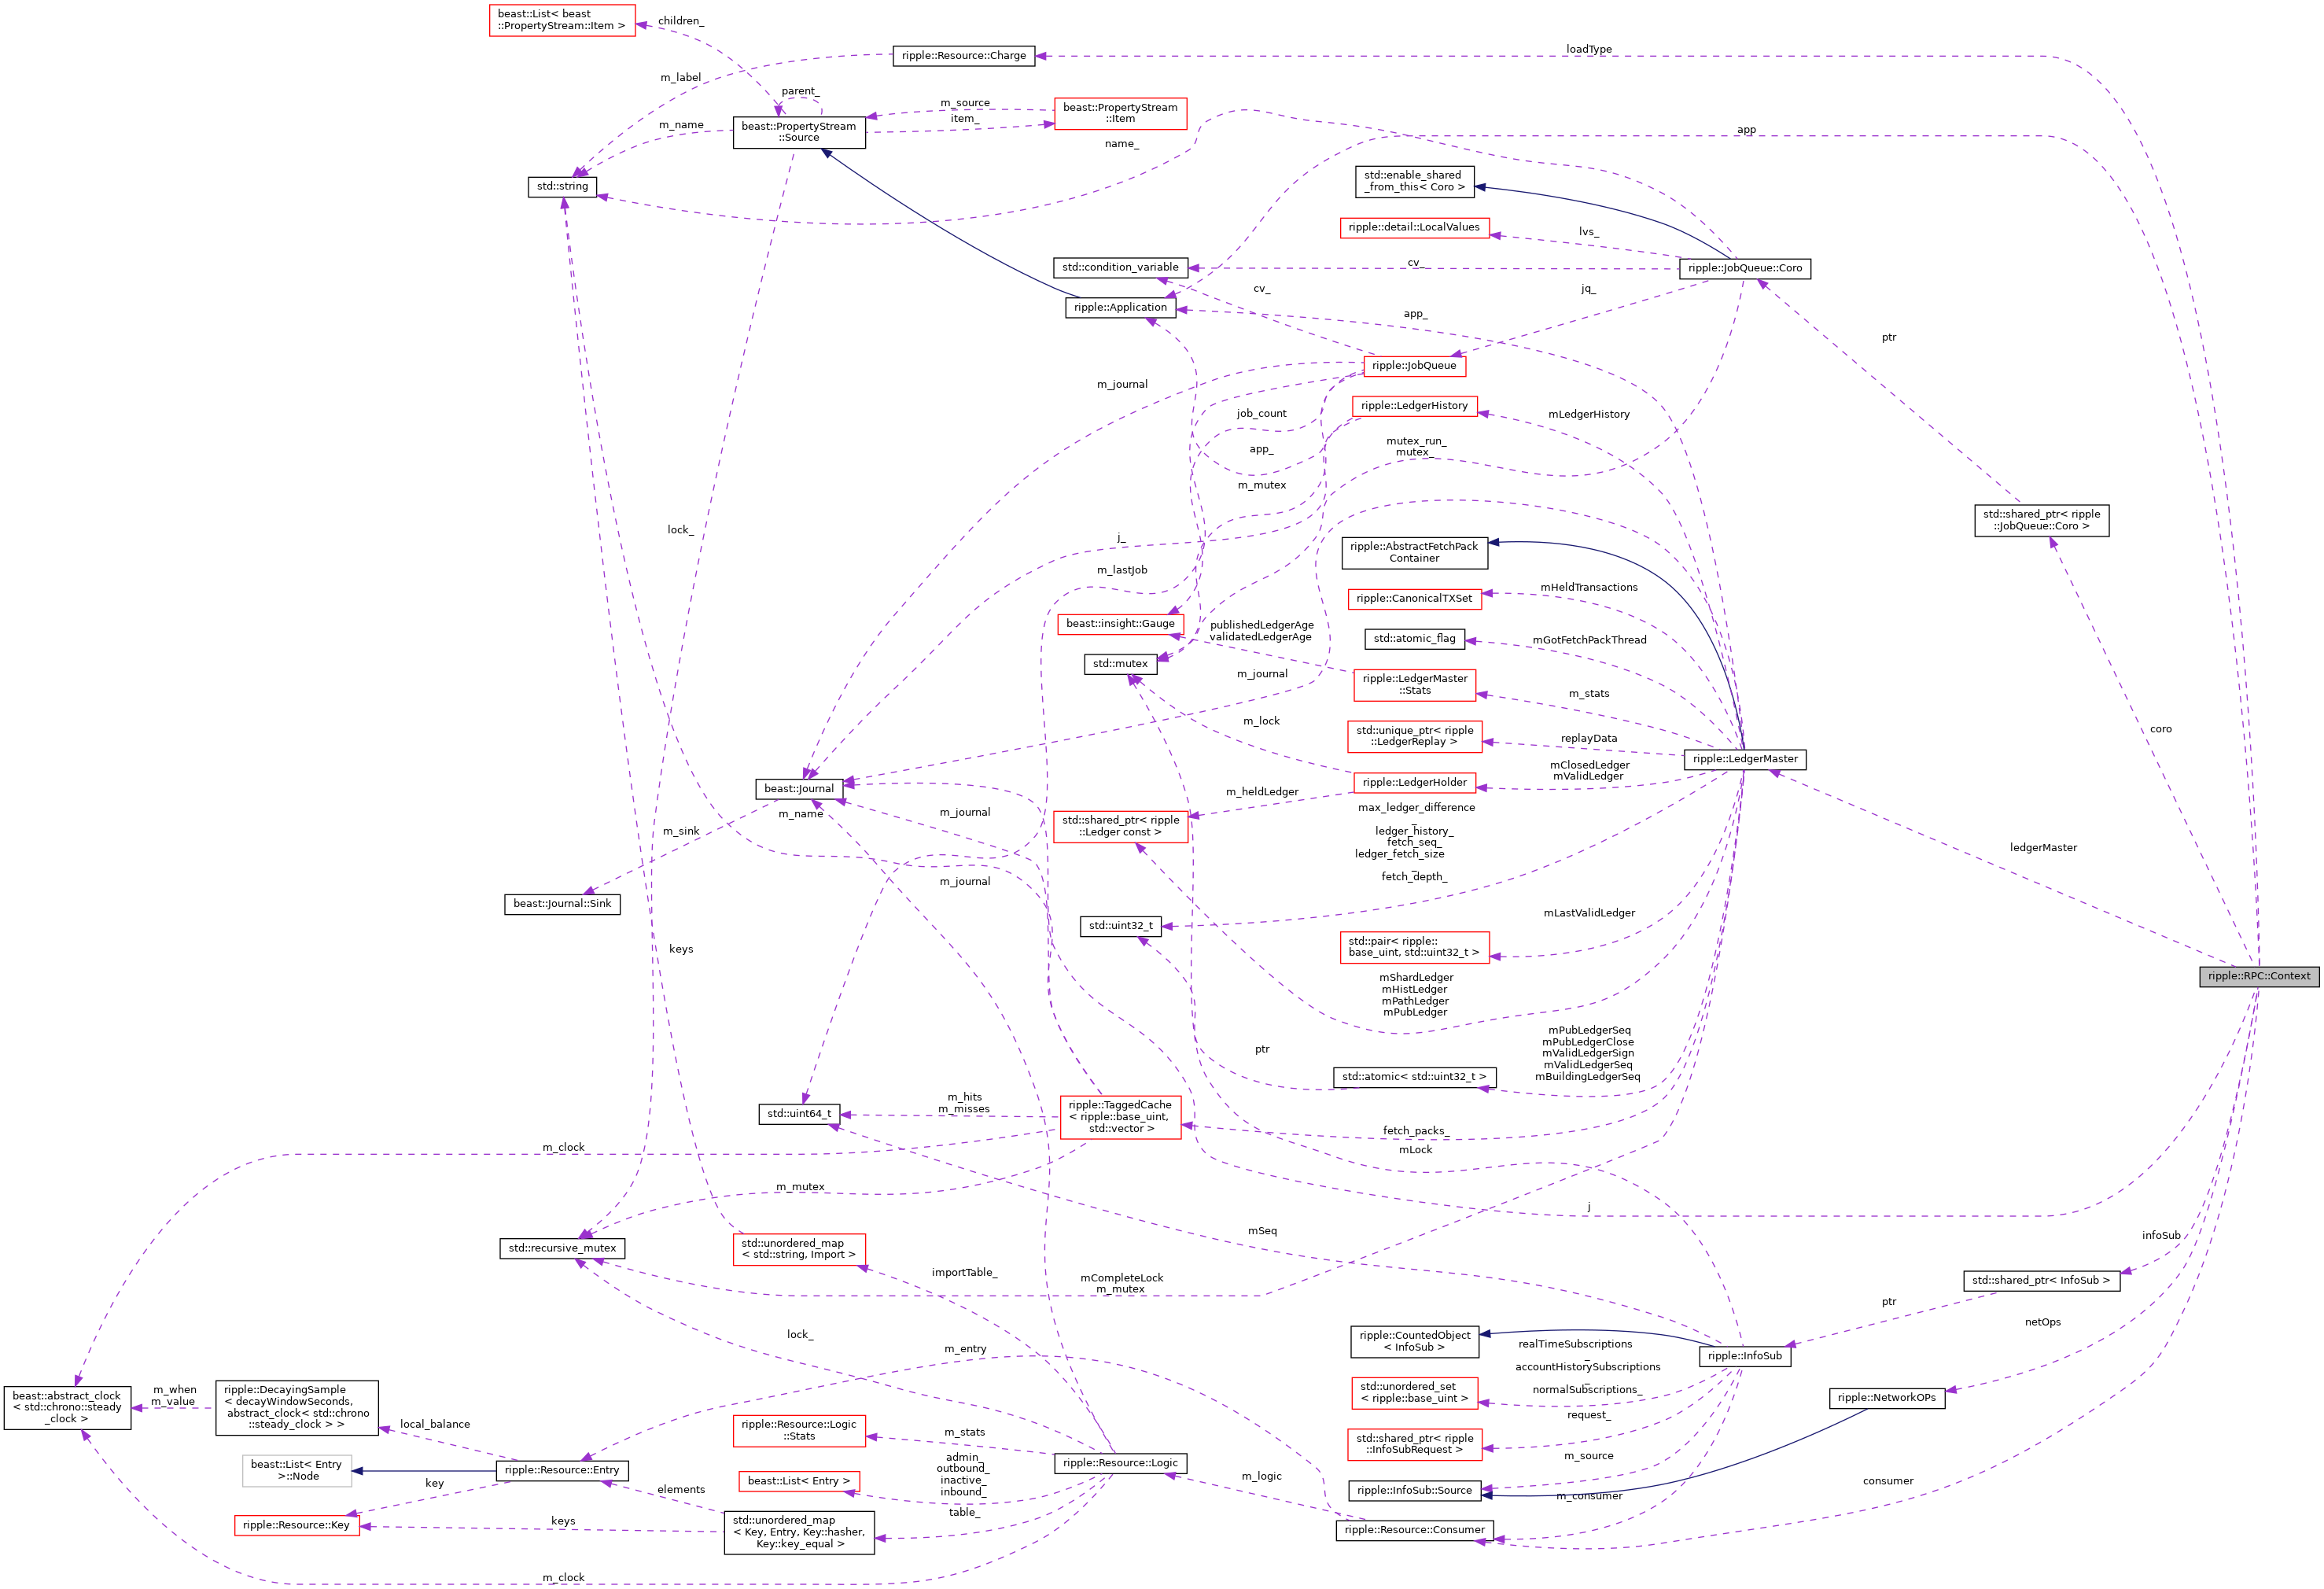 beast::List< beast
::PropertyStream::Item >
children_
loadType
ripple::Resource::Charge
m_label
parent_
m_source
item_
beast::PropertyStream
::Item
beast::PropertyStream
::Source
m_name
name_
app
std::string
std::enable_shared
_from_this< Coro >
ripple::detail::LocalValues
lvs_
std::condition_variable
cv_
ripple::JobQueue::Coro
cv_
jq_
ripple::Application
app_
ptr
ripple::JobQueue
m_journal
job_count
ripple::LedgerHistory
mLedgerHistory
app_
mutex_run_
mutex_
m_mutex
std::shared_ptr< ripple
::JobQueue::Coro >
lock_
j_
ripple::AbstractFetchPack
Container
m_lastJob
mHeldTransactions
ripple::CanonicalTXSet
beast::insight::Gauge
publishedLedgerAge
validatedLedgerAge
std::atomic_flag
mGotFetchPackThread
std::mutex
m_journal
ripple::LedgerMaster
::Stats
m_stats
m_lock
std::unique_ptr< ripple
::LedgerReplay >
replayData
coro
ripple::LedgerMaster
mClosedLedger
mValidLedger
beast::Journal
ripple::LedgerHolder
m_heldLedger
m_name
m_journal
std::shared_ptr< ripple
::Ledger const >
max_ledger_difference
_
ledger_history_
fetch_seq_
ledger_fetch_size
_
fetch_depth_
m_sink
ledgerMaster
m_journal
beast::Journal::Sink
std::uint32_t
mLastValidLedger
keys
std::pair< ripple::
base_uint, std::uint32_t >
ripple::RPC::Context
mShardLedger
mHistLedger
mPathLedger
mPubLedger
ptr
mPubLedgerSeq
mPubLedgerClose
mValidLedgerSign
mValidLedgerSeq
mBuildingLedgerSeq
std::atomic< std::uint32_t >
std::uint64_t
m_hits
m_misses
ripple::TaggedCache
< ripple::base_uint,
std::vector >
fetch_packs_
m_clock
mLock
m_mutex
j
mSeq
infoSub
std::recursive_mutex
std::unordered_map
< std::string, Import >
importTable_
mCompleteLock
m_mutex
std::shared_ptr< InfoSub >
ptr
netOps
lock_
m_entry
ripple::CountedObject
< InfoSub >
realTimeSubscriptions
_
accountHistorySubscriptions
_
normalSubscriptions_
ripple::InfoSub
beast::abstract_clock
< std::chrono::steady
_clock >
m_when
m_value
ripple::DecayingSample
< decayWindowSeconds,
abstract_clock< std::chrono
::steady_clock > >
local_balance
std::unordered_set
< ripple::base_uint >
ripple::NetworkOPs
request_
ripple::Resource::Logic
::Stats
m_stats
std::shared_ptr< ripple
::InfoSubRequest >
m_source
beast::List< Entry
>::Node
ripple::Resource::Entry
ripple::Resource::Logic
admin_
outbound_
inactive_
inbound_
beast::List< Entry >
m_logic
consumer
key
elements
ripple::InfoSub::Source
m_consumer
table_
ripple::Resource::Key
keys
std::unordered_map
< Key, Entry, Key::hasher,
Key::key_equal >
ripple::Resource::Consumer
m_clock